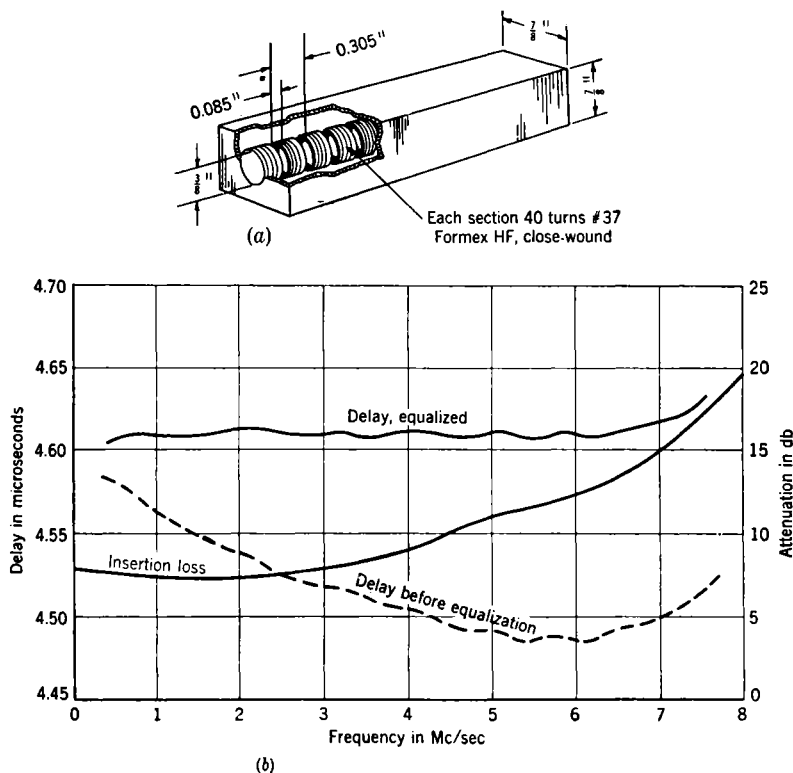 0.305"
0.085"
7/8"
7/8"
3/8"
Each section 40 turns #37
Formex HF, close-wound
(a)
4.70
4.65
4.60
4.55
4.50
4.45
Delay in microseconds
25
20
15
10
5
0
Attenuation in db
Delay, equalized
Insertion loss
Delay before equalization
0 1 2 3 4 5 6 7 8
Frequency in Mc/sec
(b)